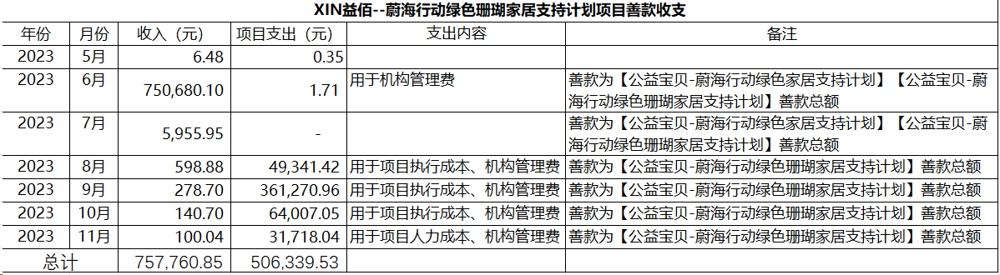 XIN益佰--蔚海行动绿色珊瑚家居支持计划项目善款收支
年份 月份 收入（元） 项目支出（元） 支出内容 备注
2023 5月 6.48 0.35
2023 6月 750,680.10 1.71 用于机构管理费 善款为【公益宝贝-蔚海行动绿色家居支持计划】【公益宝贝-蔚
海行动绿色珊瑚家居支持计划】善款总额
2023 7月 5,955.95 - 善款为【公益宝贝-蔚海行动绿色家居支持计划】【公益宝贝-蔚
海行动绿色珊瑚家居支持计划】善款总额
2023 8月 598.88 49,341.42 用于项目执行成本、机构管理费 善款为【公益宝贝-蔚海行动绿色珊瑚家居支持计划】善款总额
2023 9月 278.70 361,270.96 用于项目执行成本、机构管理费 善款为【公益宝贝-蔚海行动绿色珊瑚家居支持计划】善款总额
2023 10月 140.70 64,007.05 用于项目执行成本、机构管理费 善款为【公益宝贝-蔚海行动绿色珊瑚家居支持计划】善款总额
2023 11月 100.04 31,718.04 用于项目人力成本、机构管理费 善款为【公益宝贝-蔚海行动绿色珊瑚家居支持计划】善款总额
总计 757,760.85 506,339.53